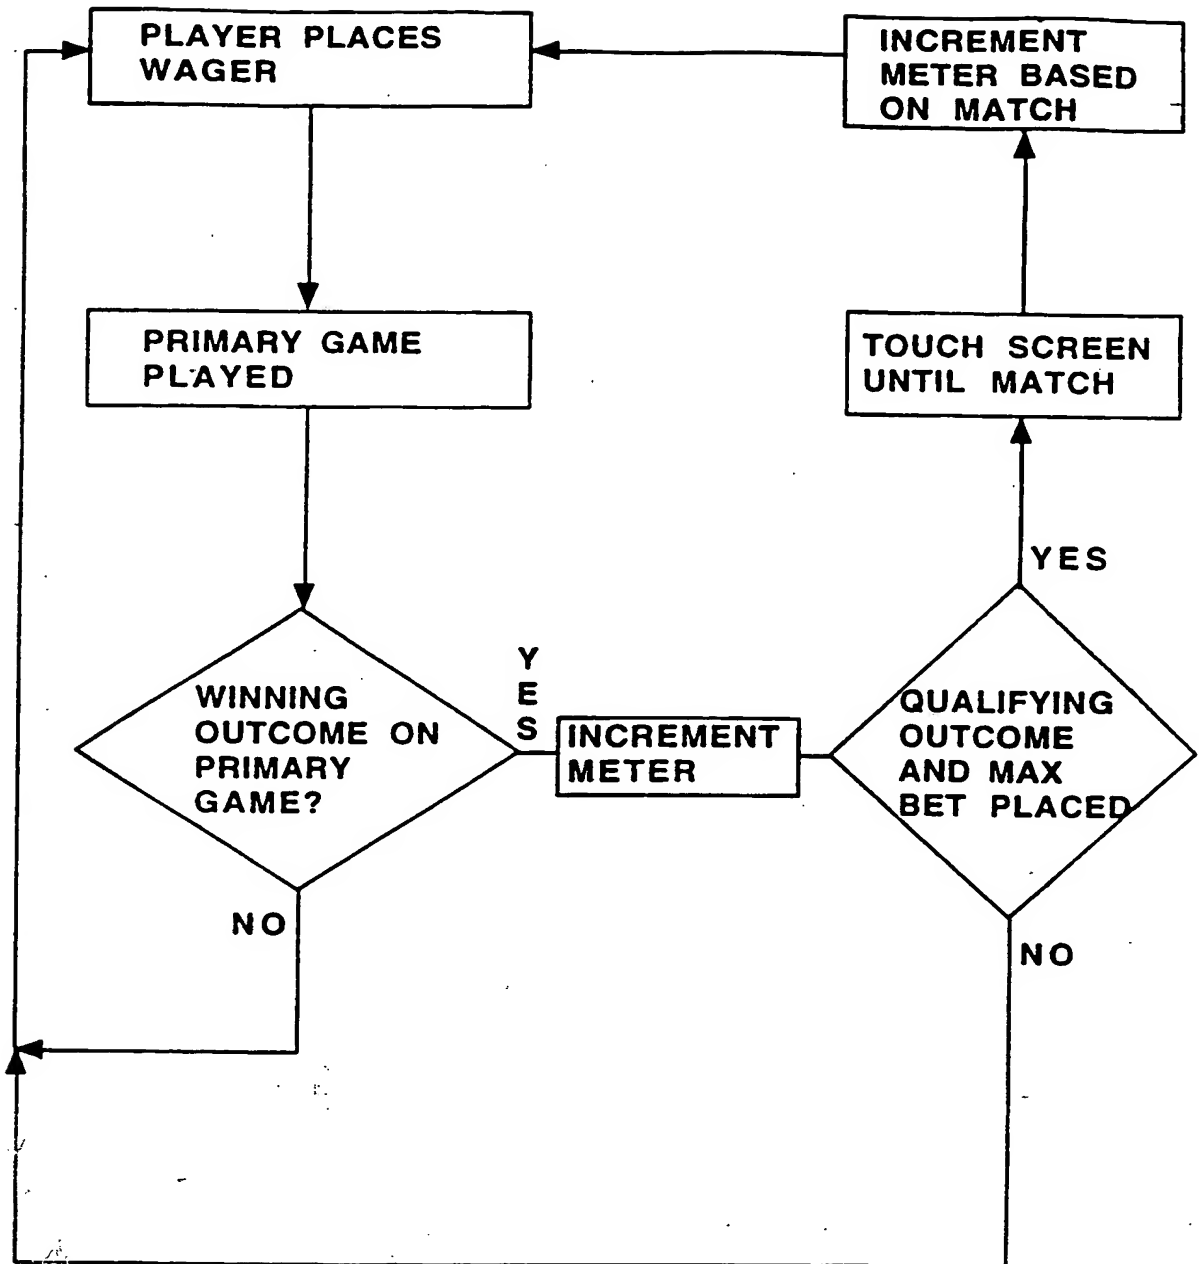 PLAYER PLACES
WAGER
INCREMENT
METER BASED
ON MATCH
PRIMARY GAME
PLAYED
TOUCH SCREEN
UNTIL MATCH
YES
WINNING
OUTCOME ON
PRIMARY
GAME?
YES
INCREMENT
METER
QUALIFYING
OUTCOME
AND MAX
BET PLACED
NO
NO